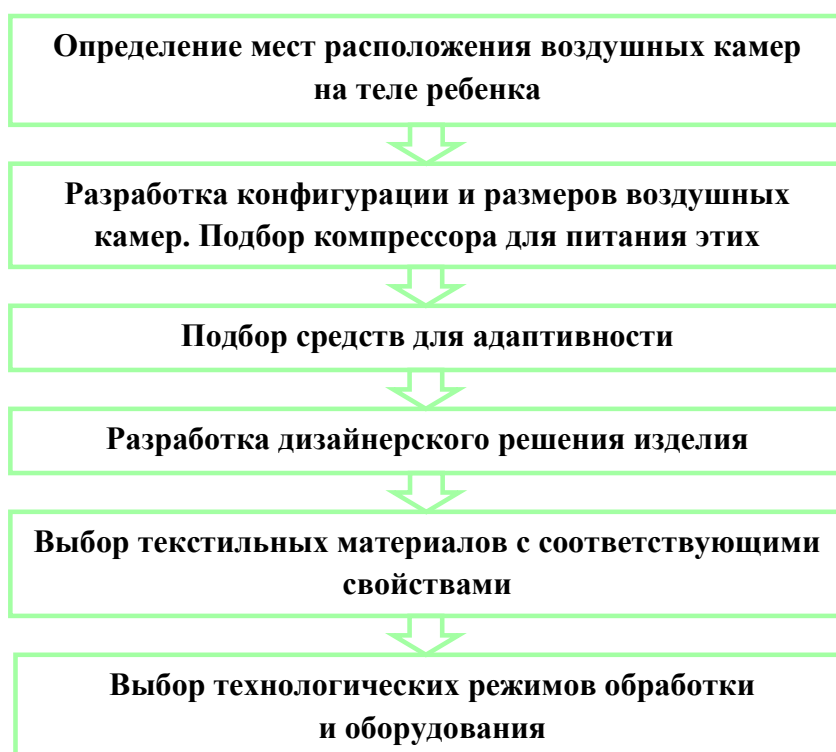 Определение мест расположения воздушных камер
на теле ребенка
Разработка конфигурации и размеров воздушных
камер. Подбор компрессора для питания этих
Подбор средств для адаптивности
Разработка дизайнерского решения изделия
Выбор текстильных материалов с соответствующими
свойствами
Выбор технологических режимов обработки
и оборудования